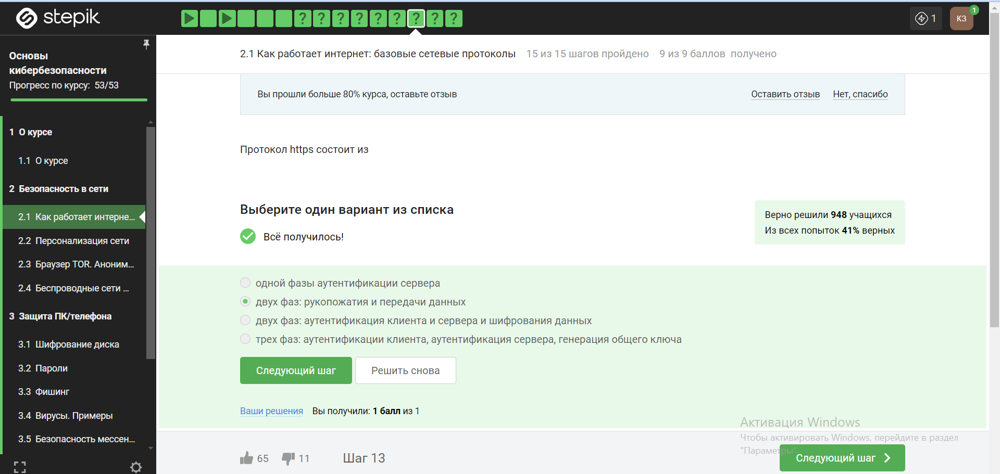 stepik
? ? ? ? ? ? ? ? ?
1
КЗ
1
Основы
кибербезопасности
Прогресс по курсу: 53/53
1 О курсе
1.1 О курсе
2 Безопасность в сети
2.1 Как работает интерне...
2.2 Персонализация сети
2.3 Браузер TOR. Аноним...
2.4 Беспроводные сети ...
3 Защита ПК/телефона
3.1 Шифрование диска
3.2 Пароли
3.3 Фишинг
3.4 Вирусы. Примеры
3.5 Безопасность мессен...
2.1 Как работает интернет: базовые сетевые протоколы 15 из 15 шагов пройдено 9 из 9 баллов получено
Вы прошли больше 80% курса, оставьте отзыв Оставить отзыв Нет, спасибо
Протокол https состоит из
Выберите один вариант из списка
Всё получилось!
Верно решили 948 учащихся
Из всех попыток 41% верных
одной фазы аутентификации сервера
двух фаз: рукопожатия и передачи данных
двух фаз: аутентификация клиента и сервера и шифрования данных
трех фаз: аутентификации клиента, аутентификация сервера, генерация общего ключа
Следующий шаг Решить снова
Ваши решения Вы получили: 1 балл из 1
Активация Windows
Чтобы активировать Windows, перейдите в раздел
"Параметры"
65 11 Шаг 13
Следующий шаг